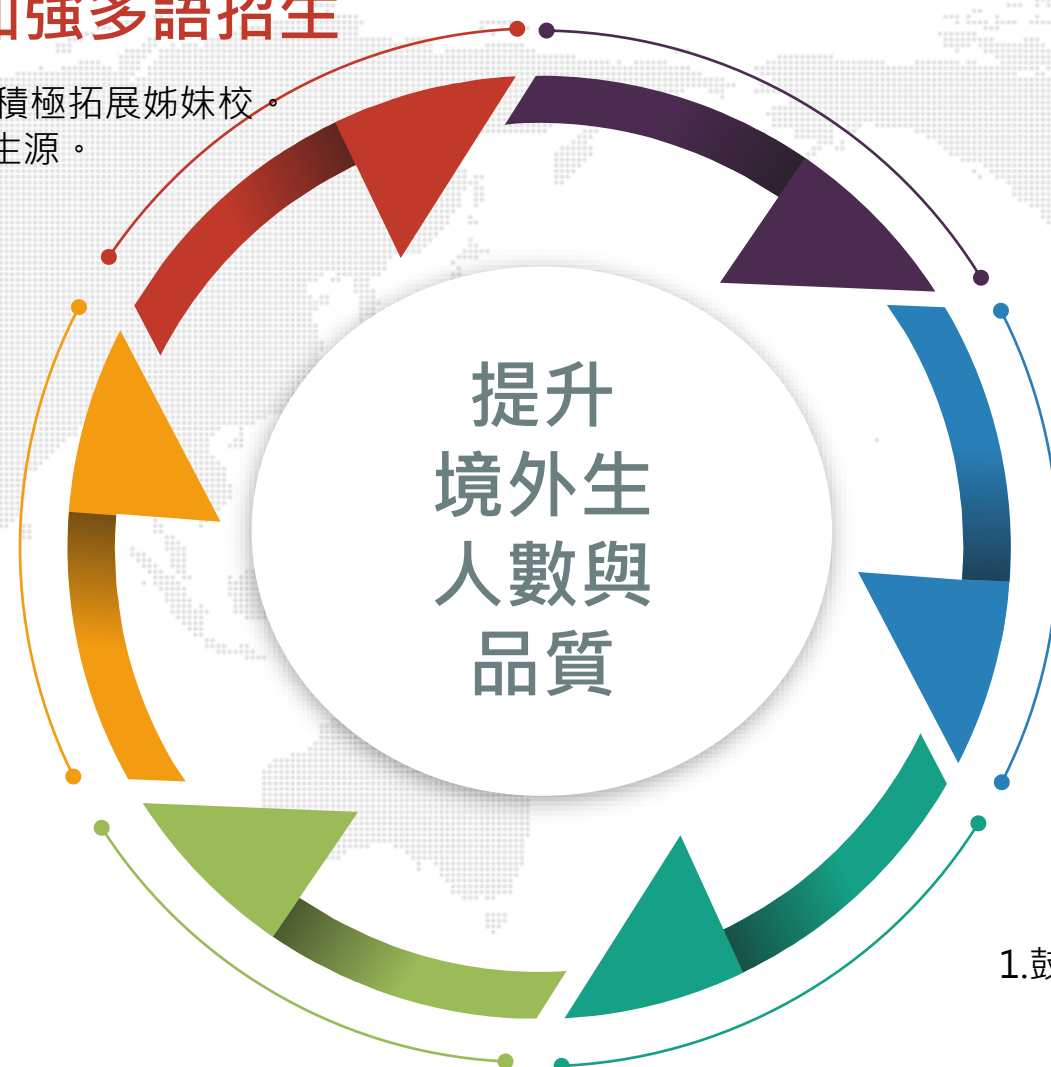 加強多語招生
積極拓展姊妹校。
生源。
提升
境外生
人數與
品質
1.鼓